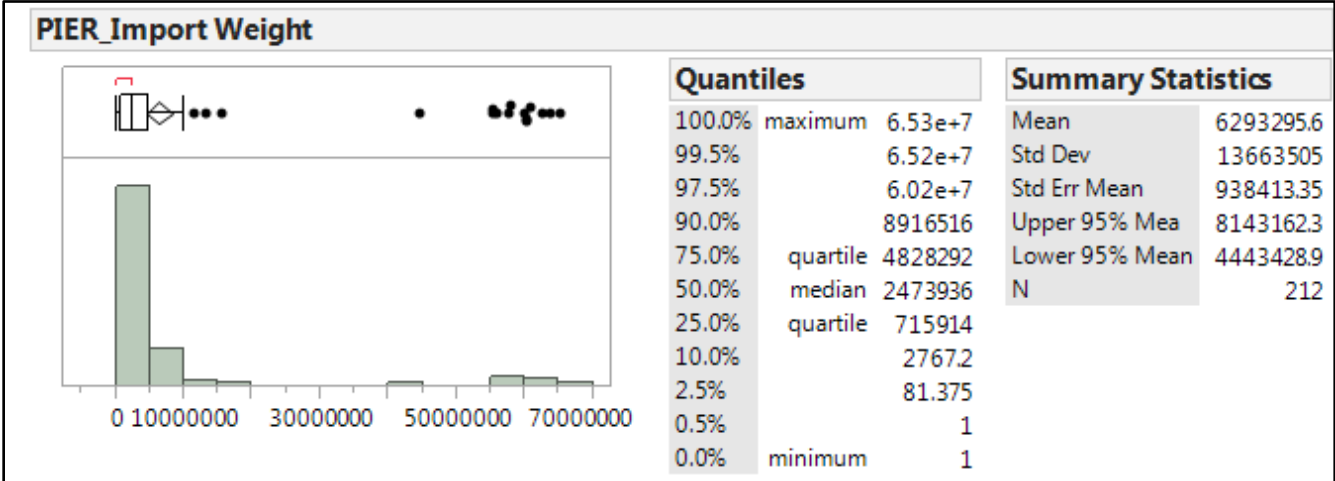 PIER_Import Weight
0 10000000 30000000 50000000 70000000
Quantiles
100.0% maximum 6.53e+7
99.5% 6.52e+7
97.5% 6.02e+7
90.0% 8916516
75.0% quartile 4828292
50.0% median 2473936
25.0% quartile 715914
10.0% 2767.2
2.5% 81.375
0.5% 1
0.0% minimum 1
Summary Statistics
Mean 6293295.6
Std Dev 13663505
Std Err Mean 938413.35
Upper 95% Mea 8143162.3
Lower 95% Mean 4443428.9
N 212